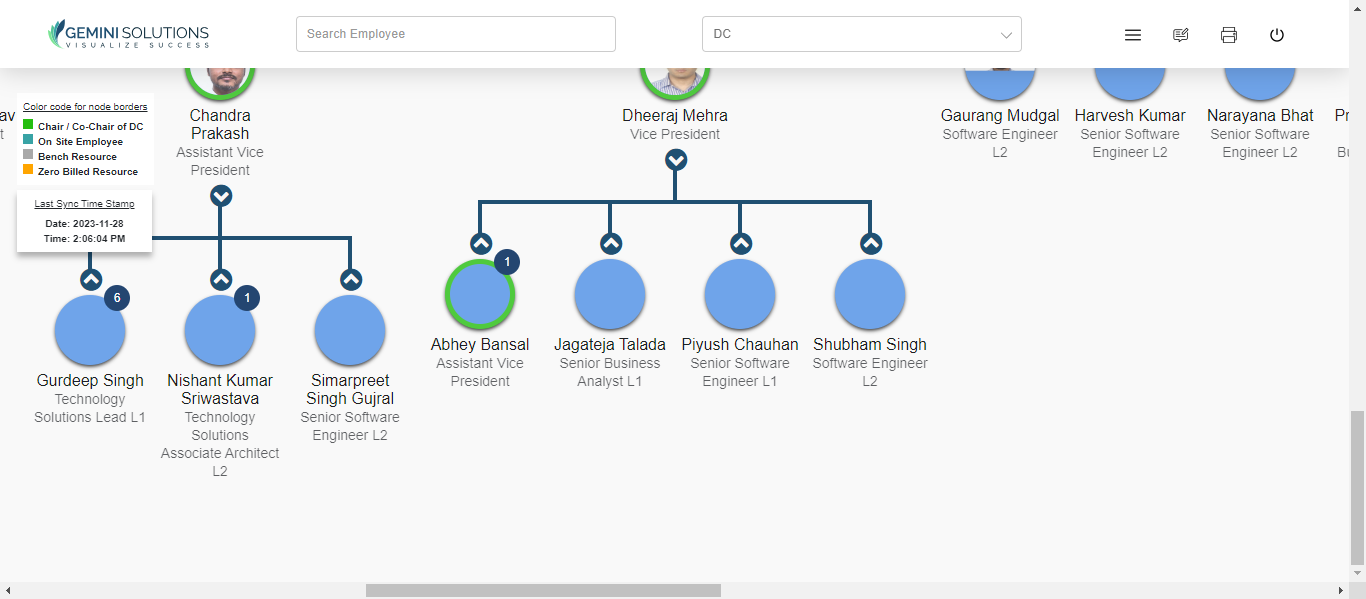 GEMINI SOLUTIONS
VISUALIZE SUCCESS
Search Employee
DC
Color code for node borders
Chair / Co-Chair of DC
On Site Employee
Bench Resource
Zero Billed Resource
Last Sync Time Stamp
Date: 2023-11-28
Time: 2:06:04 PM
av
t
Chandra
Prakash
Assistant Vice
President
Dheeraj Mehra
Vice President
Gaurang Mudgal
Software Engineer
L2
Harvesh Kumar
Senior Software
Engineer L2
Narayana Bhat
Senior Software
Engineer L2
Pr
Bu
6
Gurdeep Singh
Technology
Solutions Lead L1
1
Nishant Kumar
Sriwastava
Technology
Solutions
Associate Architect
L2
Simarpreet
Singh Gujral
Senior Software
Engineer L2
1
Abhey Bansal
Assistant Vice
President
Jagateja Talada
Senior Business
Analyst L1
Piyush Chauhan
Senior Software
Engineer L1
Shubham Singh
Software Engineer
L2